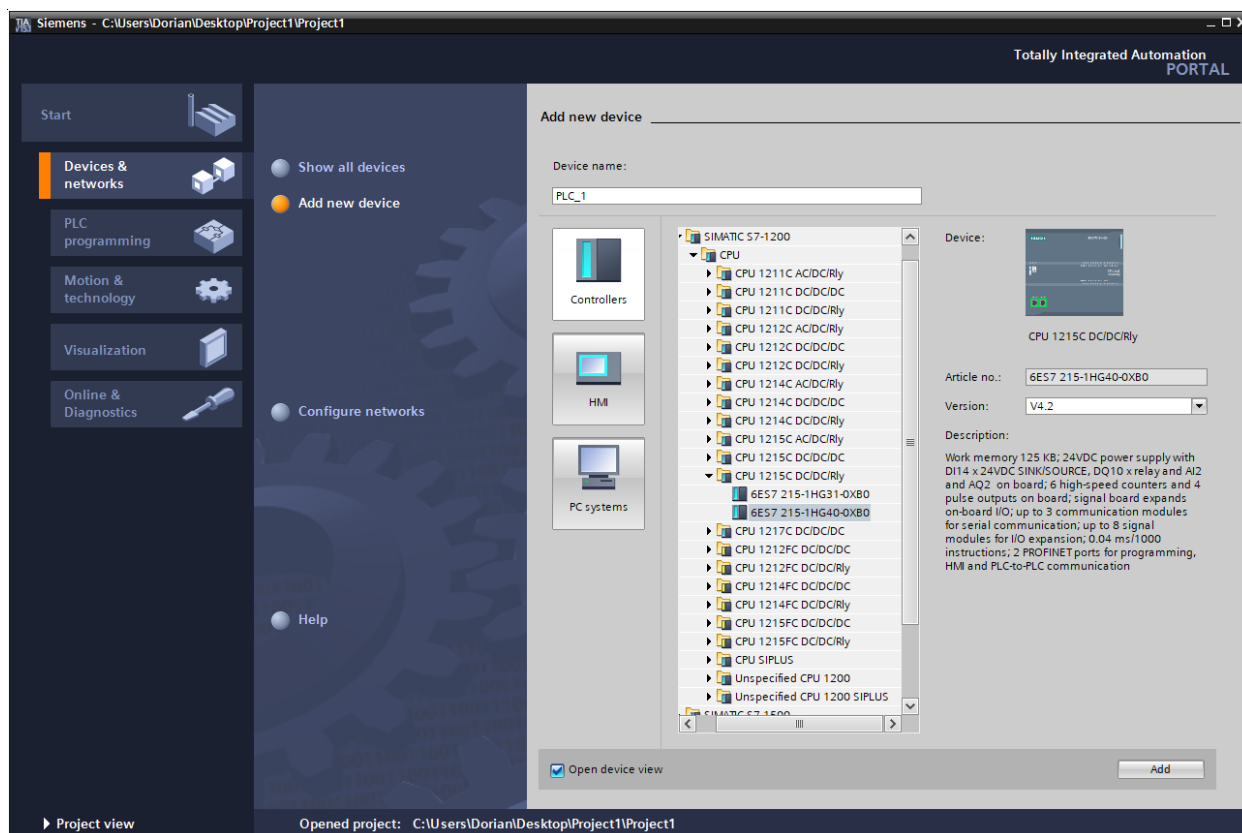 Siemens - C:\Users\Dorian\Desktop\Project1\Project1
Totally Integrated Automation
PORTAL
Start
Devices &
networks
PLC
programming
Motion &
technology
Visualization
Online &
Diagnostics
Project view
Show all devices
Add new device
Configure networks
Help
Add new device
Device name:
PLC_1
Controllers
HMI
PC systems
SIMATIC S7-1200
CPU
CPU 1211C AC/DC/Rly
CPU 1211C DC/DC/DC
CPU 1211C DC/DC/Rly
CPU 1212C AC/DC/Rly
CPU 1212C DC/DC/DC
CPU 1212C DC/DC/Rly
CPU 1214C AC/DC/Rly
CPU 1214C DC/DC/DC
CPU 1214C DC/DC/Rly
CPU 1215C AC/DC/Rly
CPU 1215C DC/DC/DC
CPU 1215C DC/DC/Rly
6ES7 215-1HG31-0XB0
6ES7 215-1HG40-0XB0
CPU 1217C DC/DC/DC
CPU 1212FC DC/DC/DC
CPU 1212FC DC/DC/Rly
CPU 1214FC DC/DC/DC
CPU 1214FC DC/DC/Rly
CPU 1215FC DC/DC/DC
CPU 1215FC DC/DC/Rly
CPU SIPLUS
Unspecified CPU 1200
Unspecified CPU 1200 SIPLUS
SIMATIC S7-1500
Device:
CPU 1215C DC/DC/Rly
Article no.: 6ES7 215-1HG40-0XB0
Version: V4.2
Description:
Work memory 125 KB; 24VDC power supply with
DI14 x 24VDC SINK/SOURCE, DQ10 x relay and AI2
and AQ2 on board; 6 high-speed counters and 4
pulse outputs on board; signal board expands
on-board I/O; up to 3 communication modules
for serial communication; up to 8 signal
modules for I/O expansion; 0.04 ms/1000
instructions; 2 PROFINET ports for programming,
HMI and PLC-to-PLC communication
Open device view
Add
Opened project: C:\Users\Dorian\Desktop\Project1\Project1